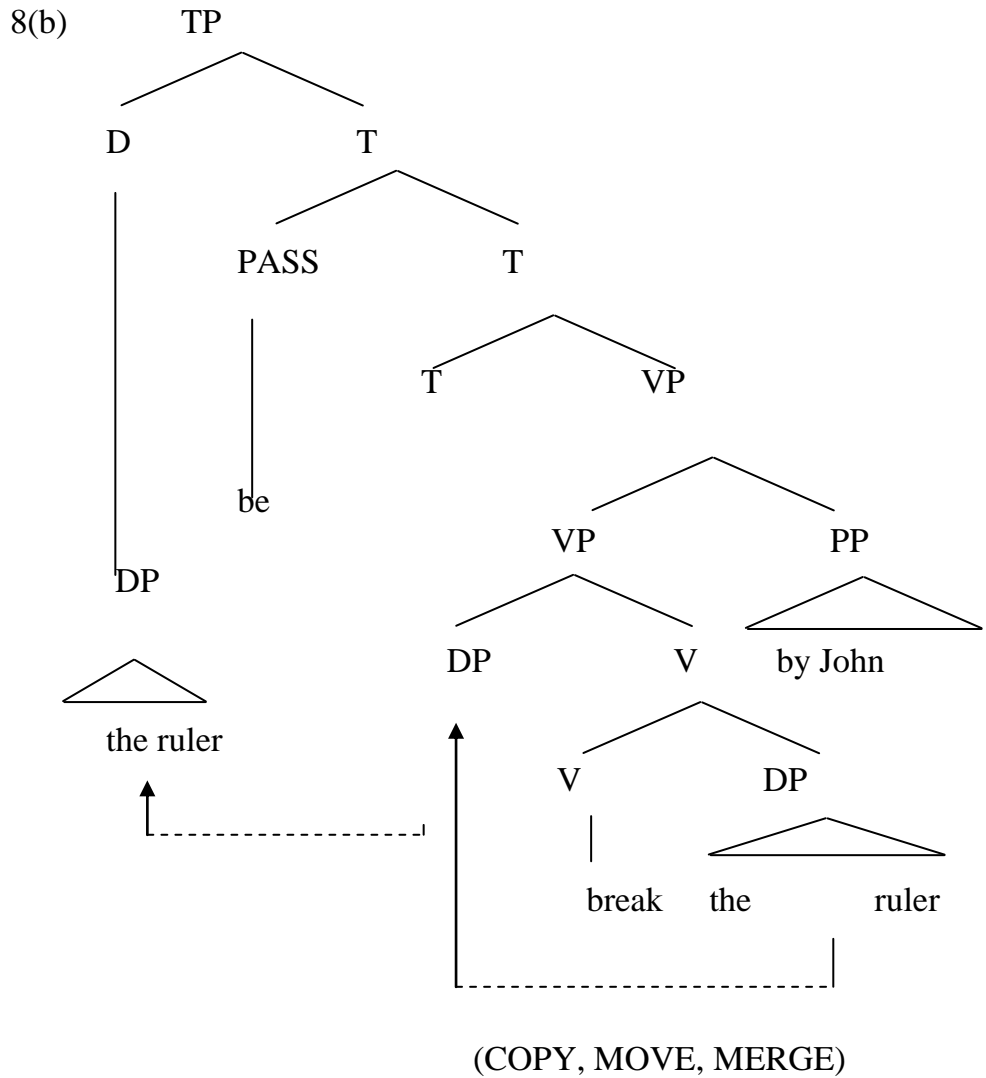 8(b) TP
D T
PASS T
T VP
be
VP PP
DP
DP V by John
the ruler
V DP
break the ruler
(COPY, MOVE, MERGE)